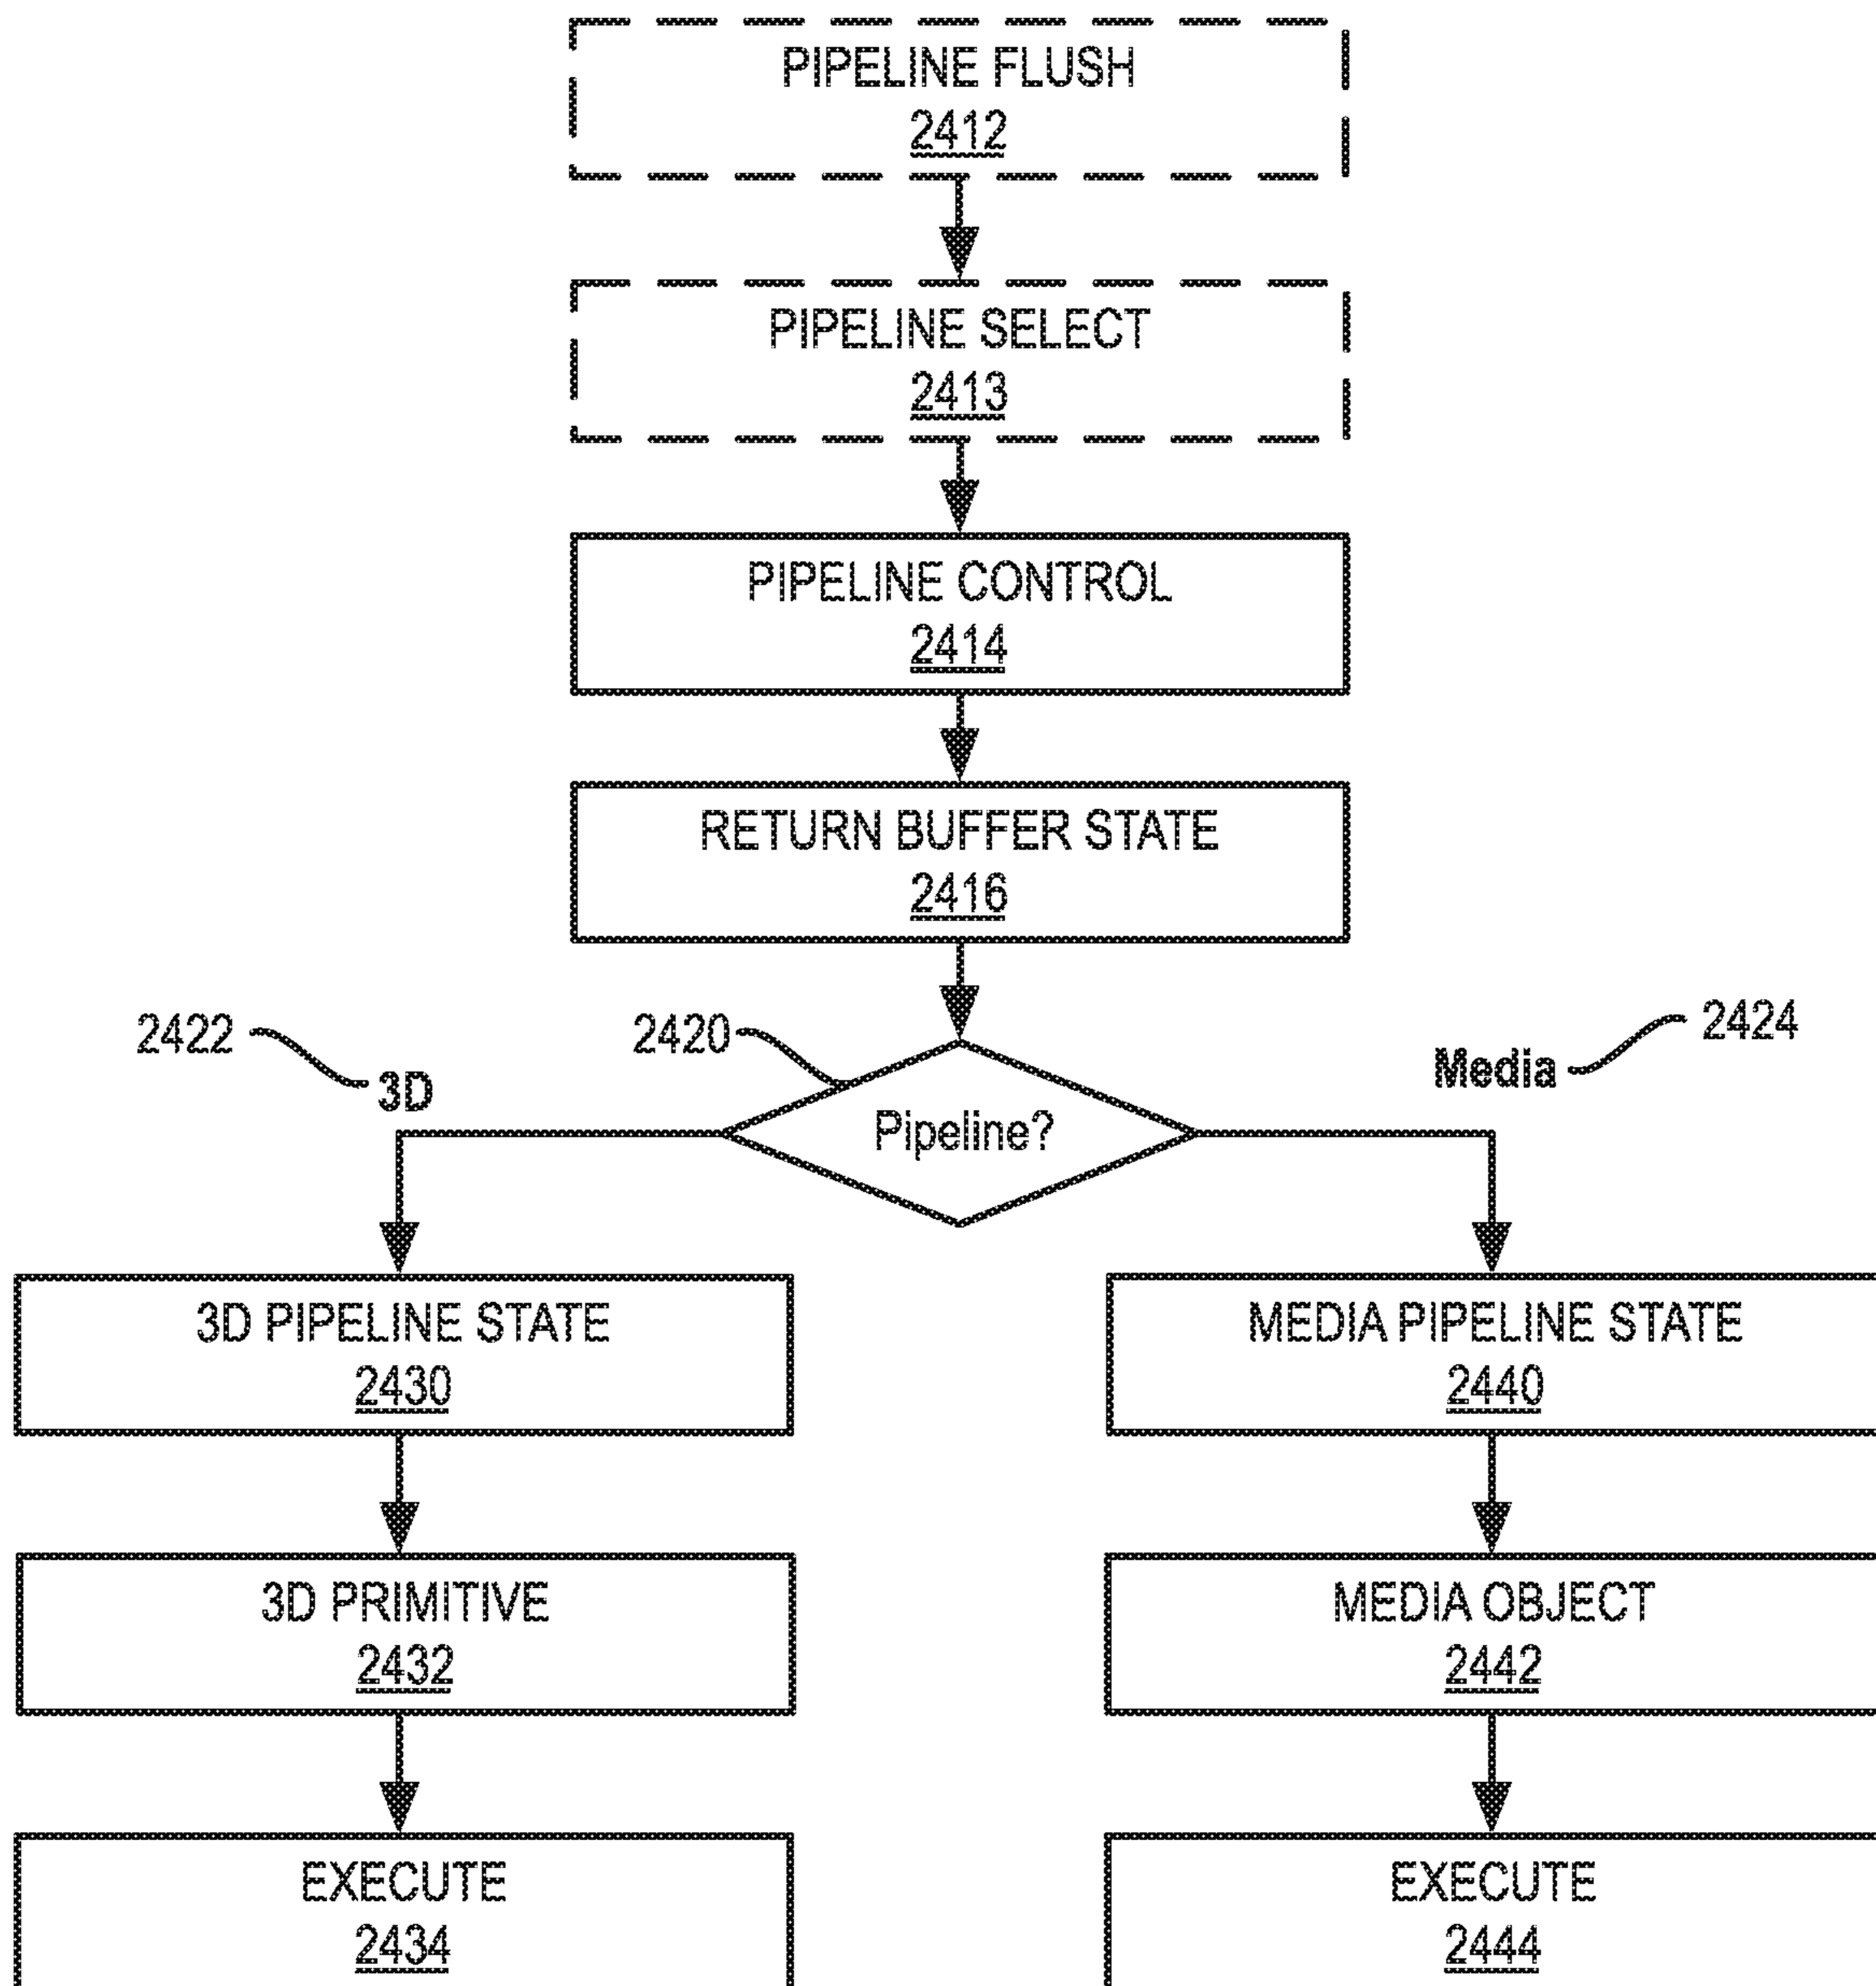 PIPELINE FLUSH
2412
PIPELINE SELECT
2413
PIPELINE CONTROL
2414
RETURN BUFFER STATE
2416
2422
2420
2424
3D
Media
Pipeline?
3D PIPELINE STATE
2430
MEDIA PIPELINE STATE
2440
3D PRIMITIVE
2432
MEDIA OBJECT
2442
EXECUTE
2434
EXECUTE
2444